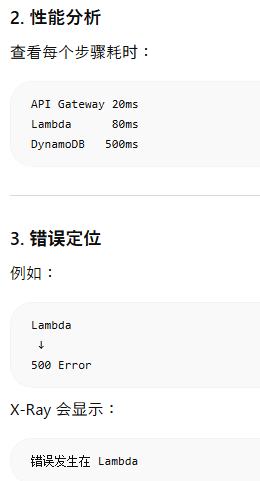 2. 性能分析
查看每个步骤耗时：
API Gateway 20ms
Lambda      80ms
DynamoDB   500ms
3. 错误定位
例如：
Lambda
↓
500 Error
X-Ray 会显示：
错误发生在 Lambda